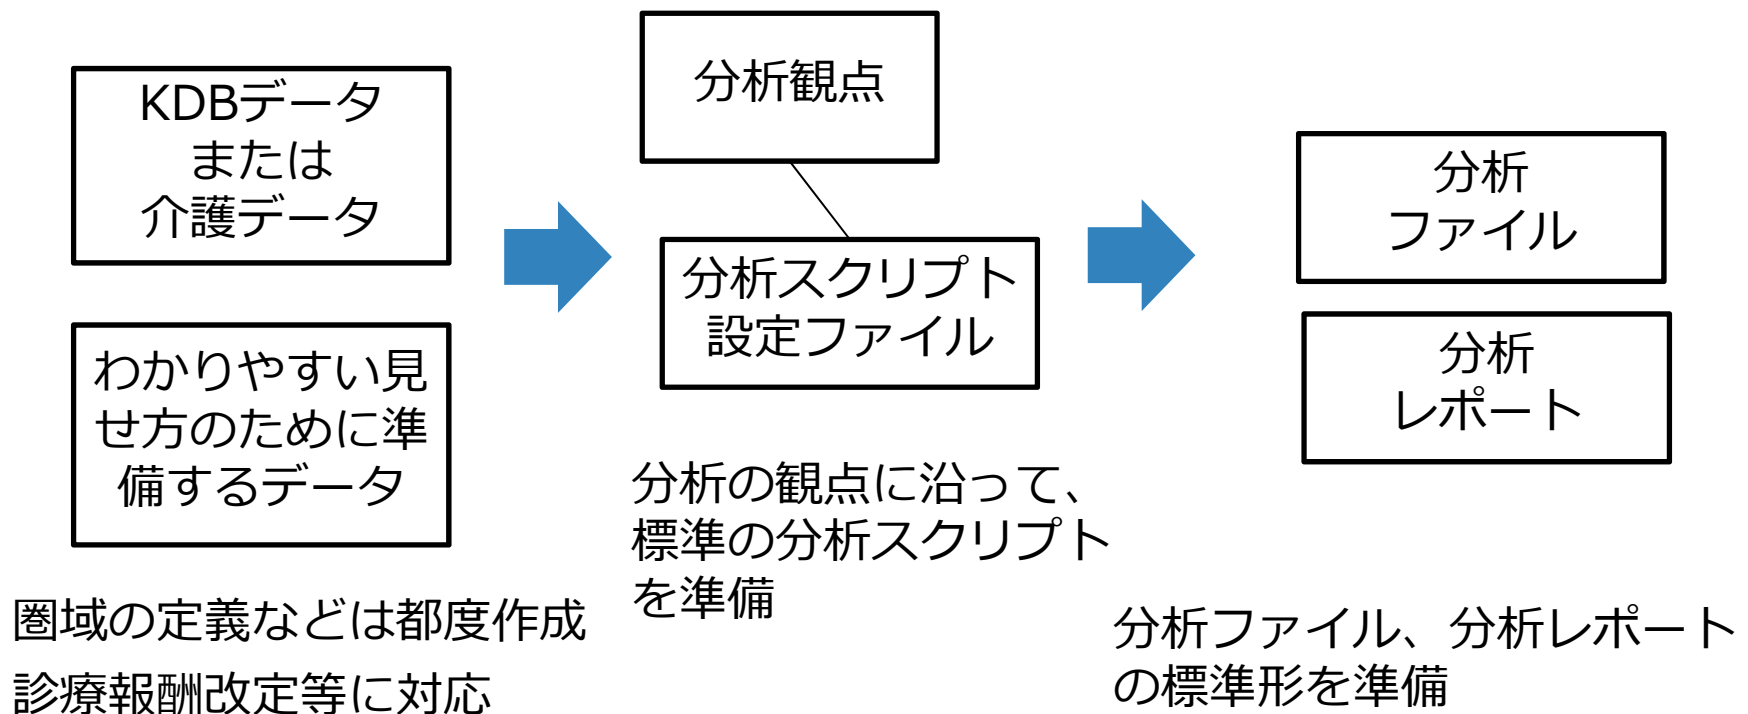 KDBデータ
または
介護データ
わかりやすい見
せ方のために準
備するデータ
圏域の定義などは都度作成
診療報酬改定等に対応
分析観点
分析スクリプト
設定ファイル
分析の観点に沿って、
標準の分析スクリプト
を準備
分析
ファイル
分析
レポート
分析ファイル、分析レポート
の標準形を準備